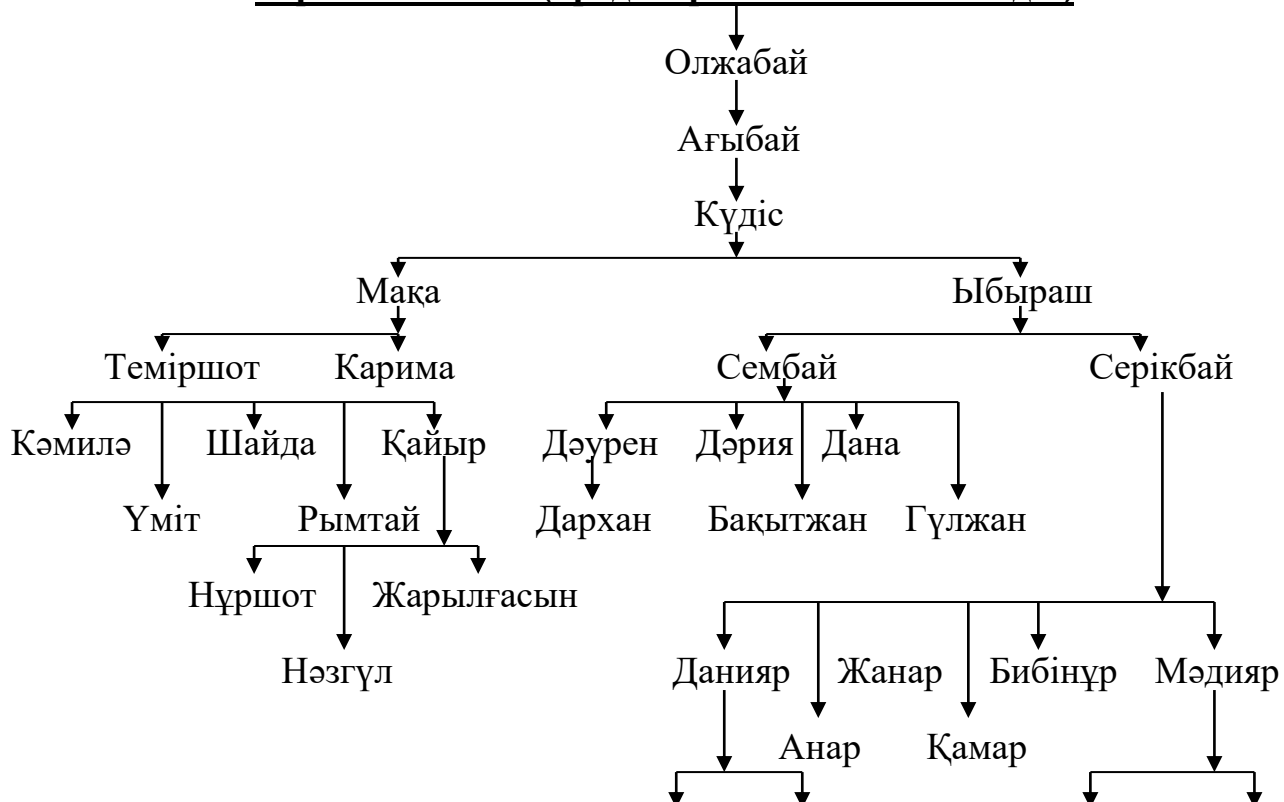 Олжабай
Ағыбай
Күдіс
Мақа Ыбыраш
Теміршот Карима Сембай Серікбай
Кәмилә Шайда Қайыр Дәурен Дәрия Дана
Үміт Рымтай Дархан Бақытжан Гүлжан
Нұршот Жарылғасын
Нәзгүл Данияр Жанар Бибінұр Мәдияр
Анар Қамар